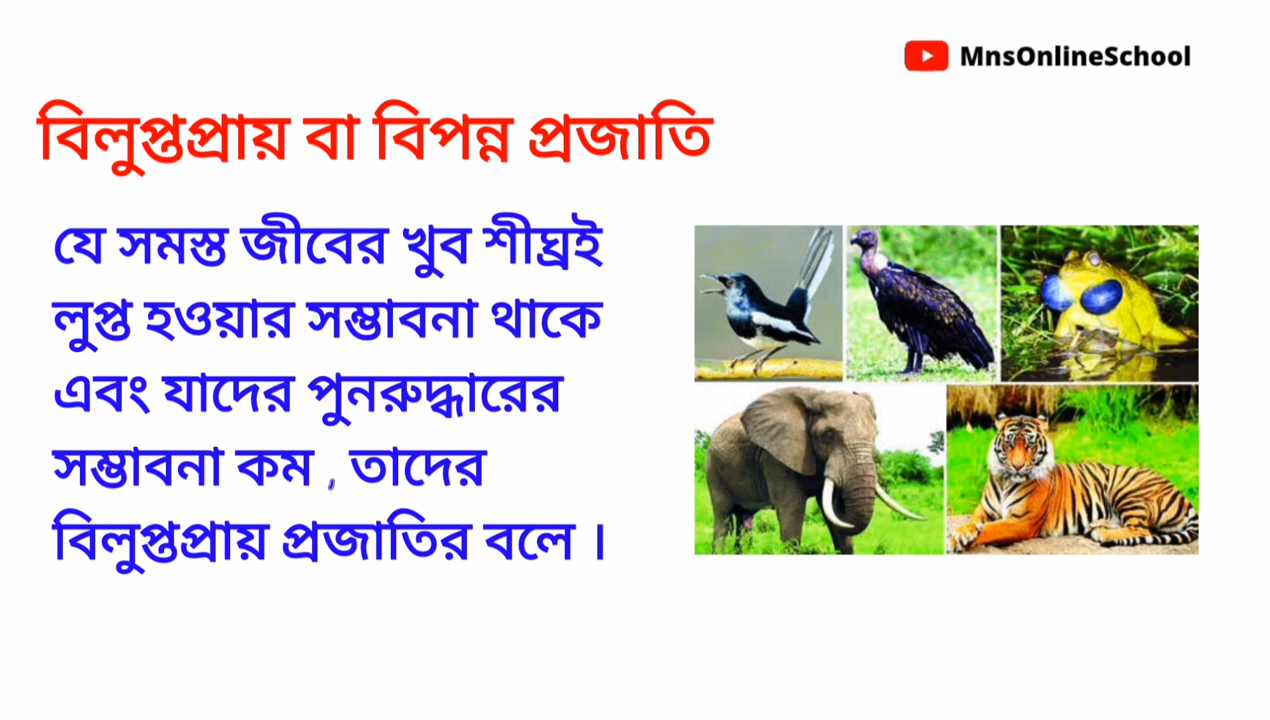 MnsOnlineSchool
বিলুপ্তপ্রায় বা বিপন্ন প্রজাতি
যে সমস্ত জীবের খুব শীঘ্রই
লুপ্ত হওয়ার সম্ভাবনা থাকে
এবং যাদের পুনরুদ্ধারের
সম্ভাবনা কম , তাদের
বিলুপ্তপ্রায় প্রজাতির বলে ।